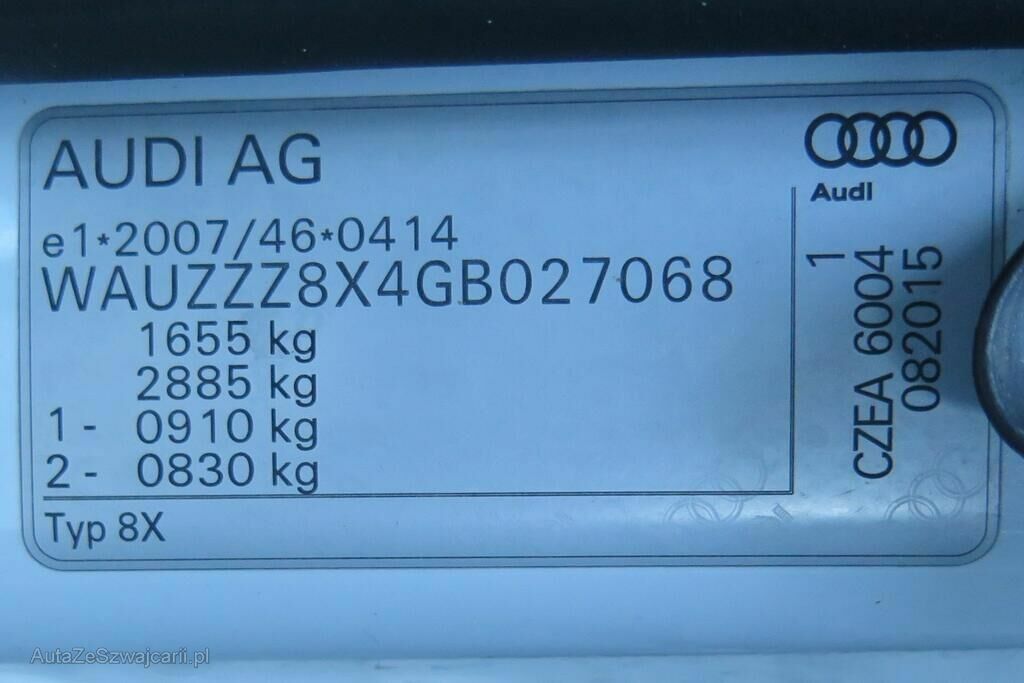 AUDI AG
e1*2007/46*0414
WAUZZZ8X4GB027068
1655 kg
2885 kg
1- 0910 kg
2- 0830 kg
Typ 8X
Audi
1
CZEA 6004
082015
AutaZeSzwajcarii.pl